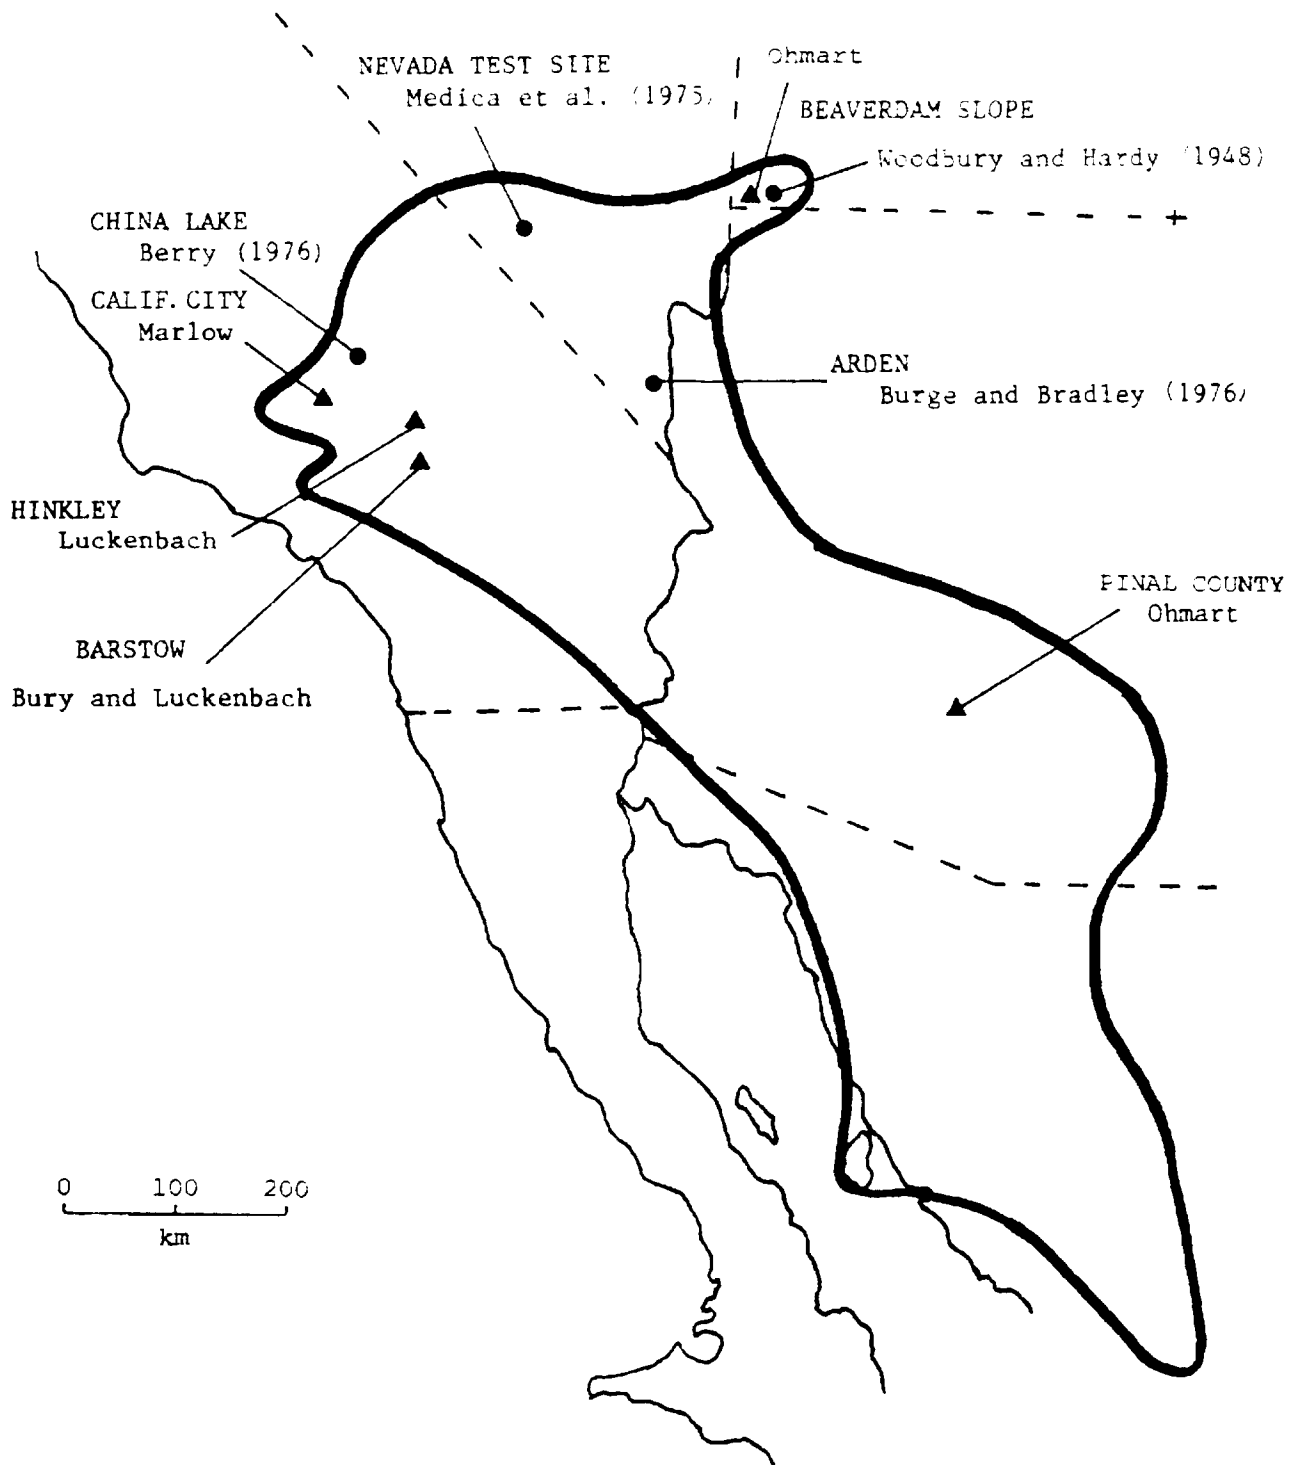 NEVADA TEST SITE
Medica et al. (1975)
Ohmart
BEAVERDAM SLOPE
Woodbury and Hardy (1948)
CHINA LAKE
Berry (1976)
CALIF. CITY
Marlow
ARDEN
Burge and Bradley (1976)
HINKLEY
Luckenbach
PINAL COUNTY
Ohmart
BARSTOW
Bury and Luckenbach
0 100 200
km